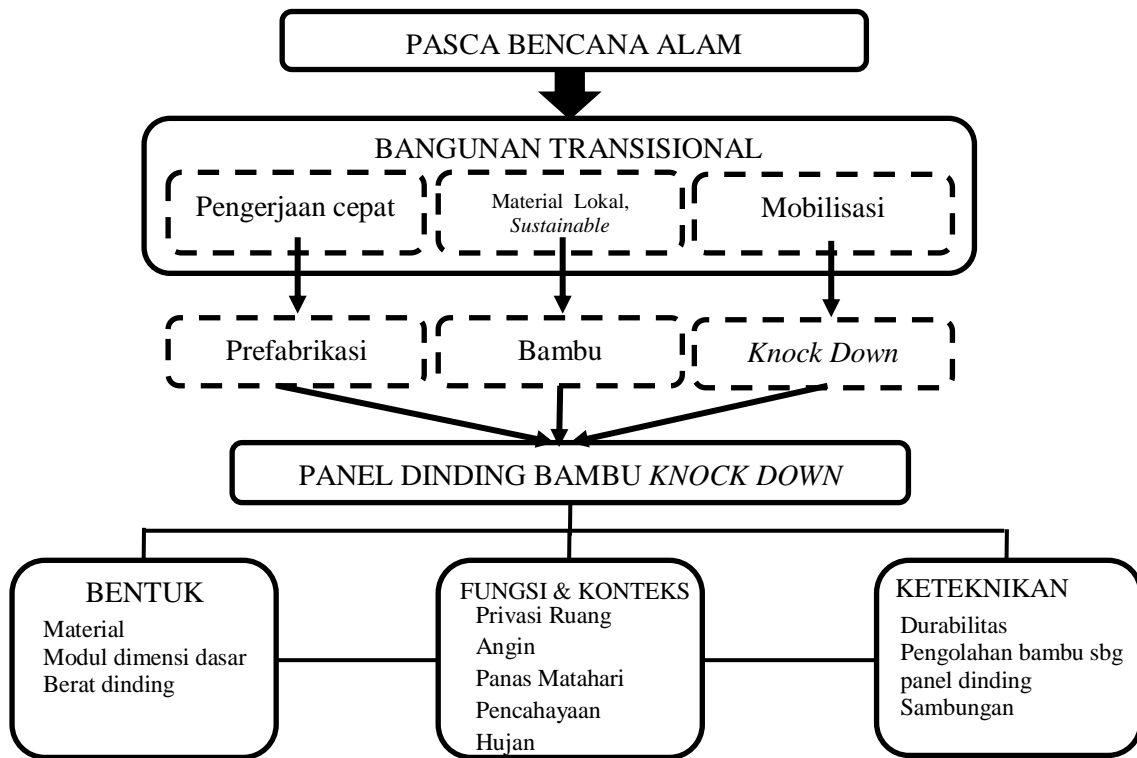 PASCA BENCANA ALAM
BANGUNAN TRANSISIONAL
Pengerjaan cepat
Material Lokal,
Sustainable
Mobilisasi
Prefabrikasi
Bambu
Knock Down
PANEL DINDING BAMBU KNOCK DOWN
BENTUK
Material
Modul dimensi dasar
Berat dinding
FUNGSI & KONTEKS
Privasi Ruang
Angin
Panas Matahari
Pencahayaan
Hujan
KETEKNIKAN
Durabilitas
Pengolahan bambu sbg
panel dinding
Sambungan